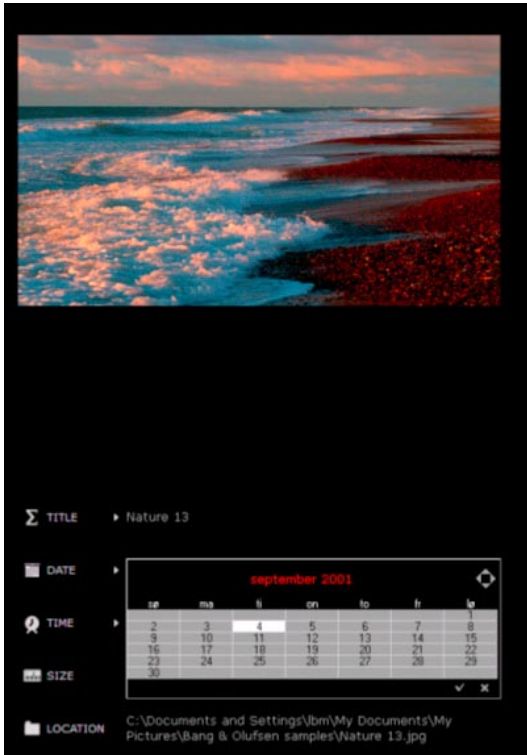 TITLE Nature 13
DATE
september 2001
sø ma ti on to fr lø
1
2 3 4 5 6 7 8
9 10 11 12 13 14 15
16 17 18 19 20 21 22
23 24 25 26 27 28 29
30
TIME
SIZE
LOCATION C:\Documents and Settings\lbm\My Documents\My
Pictures\Bang & Olufsen samples\Nature 13.jpg